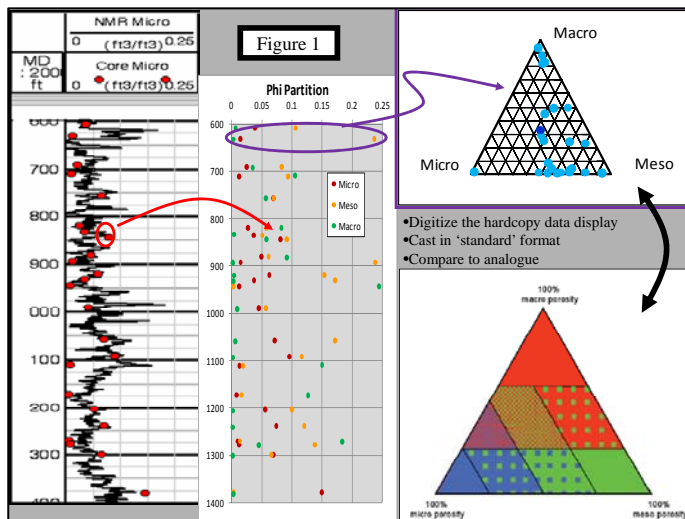 NMR Micro
0 (ft3/ft3) 0.25
MD
: 200
ft
Core Micro
0 (ft3/ft3) 0.25
700
800
900
000
100
200
300
400
Figure 1
Phi Partition
0 0.05 0.1 0.15 0.2 0.25
600
700
800
900
1000
1100
1200
1300
1400
Micro
Meso
Macro
Macro
Micro
Meso
•Digitize the hardcopy data display
•Cast in ‘standard’ format
•Compare to analogue
100%
macro porosity
100%
micro porosity
100%
meso porosity